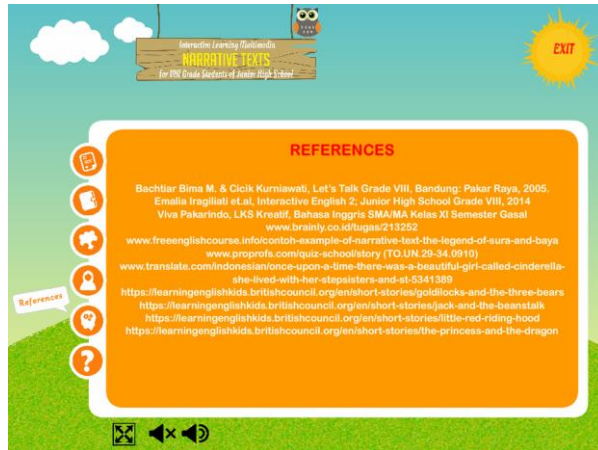 Interactive Learning Multimedia
NARRATIVE TEXTS
for VIII Grade Students of Junior High School
EXIT
REFERENCES
Bachtiar Bima M. & Cicik Kurniawati, Let's Talk Grade VIII, Bandung: Pakar Raya, 2005.
Emalia Iragiliati et.al, Interactive English 2; Junior High School Grade VIII, 2014
Viva Pakarindo, LKS Kreatif, Bahasa Inggris SMA/MA Kelas XI Semester Gasal
www.brainly.co.id/tugas/213252
www.freeenglishcourse.info/contoh-example-of-narrative-text-the-legend-of-sura-and-baya
www.proprofs.com/quiz-school/story (TO.UN.29-34.0910)
www.translate.com/indonesian/once-upon-a-time-there-was-a-beautiful-girl-called-cinderella-
she-lived-with-her-stepsisters-and-st-5341389
https://learningenglishkids.britishcouncil.org/en/short-stories/goldilocks-and-the-three-bears
https://learningenglishkids.britishcouncil.org/en/short-stories/jack-and-the-beanstalk
https://learningenglishkids.britishcouncil.org/en/short-stories/little-red-riding-hood
https://learningenglishkids.britishcouncil.org/en/short-stories/the-princess-and-the-dragon
References
?